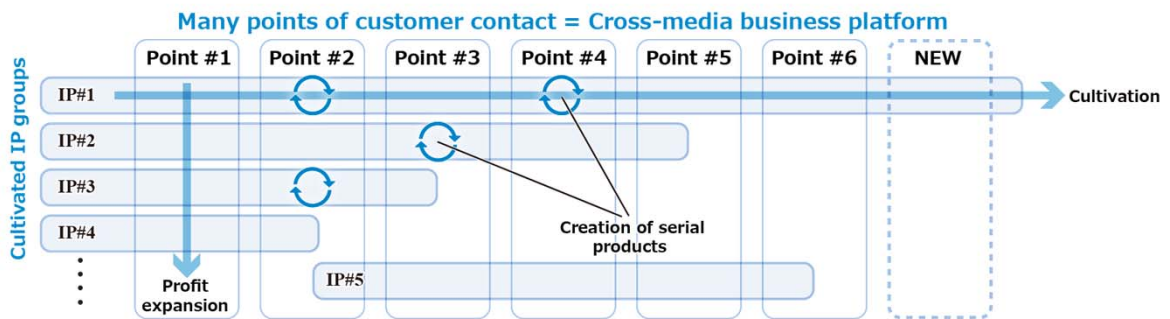 Many points of customer contact = Cross-media business platform
Cultivated IP groups
Point #1 Point #2 Point #3 Point #4 Point #5 Point #6 NEW
IP#1
Cultivation
IP#2
IP#3
IP#4
Creation of serial
products
IP#5
Profit
expansion